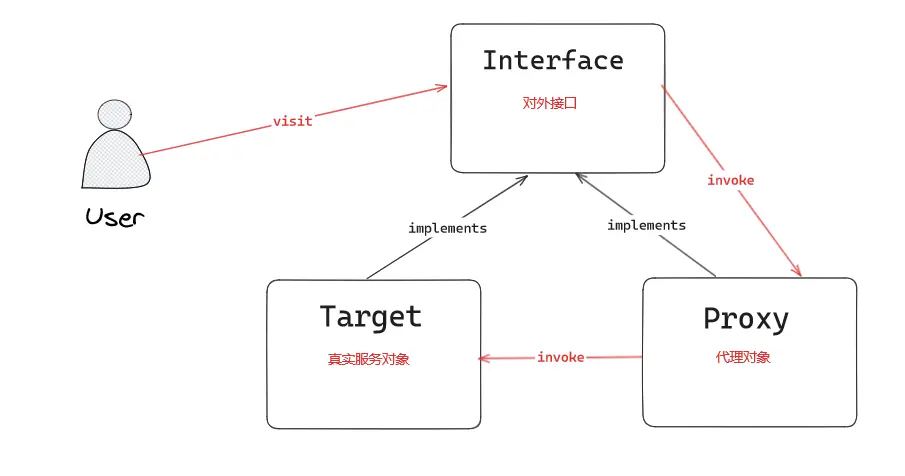 Interface
对外接口
visit
invoke
User
implements
implements
Target
真实服务对象
invoke
Proxy
代理对象